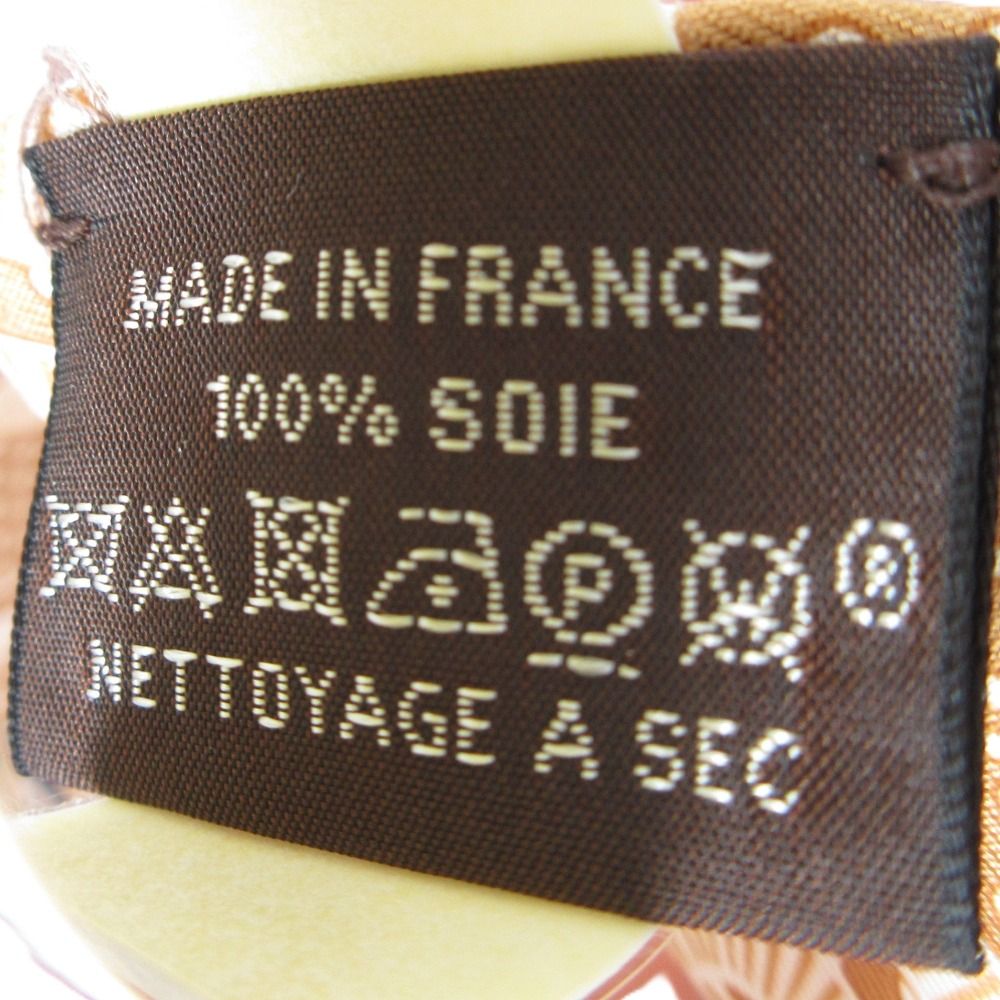 MADE IN FRANCE
100% SOIE
P W ®
NETTOYAGE A SEC